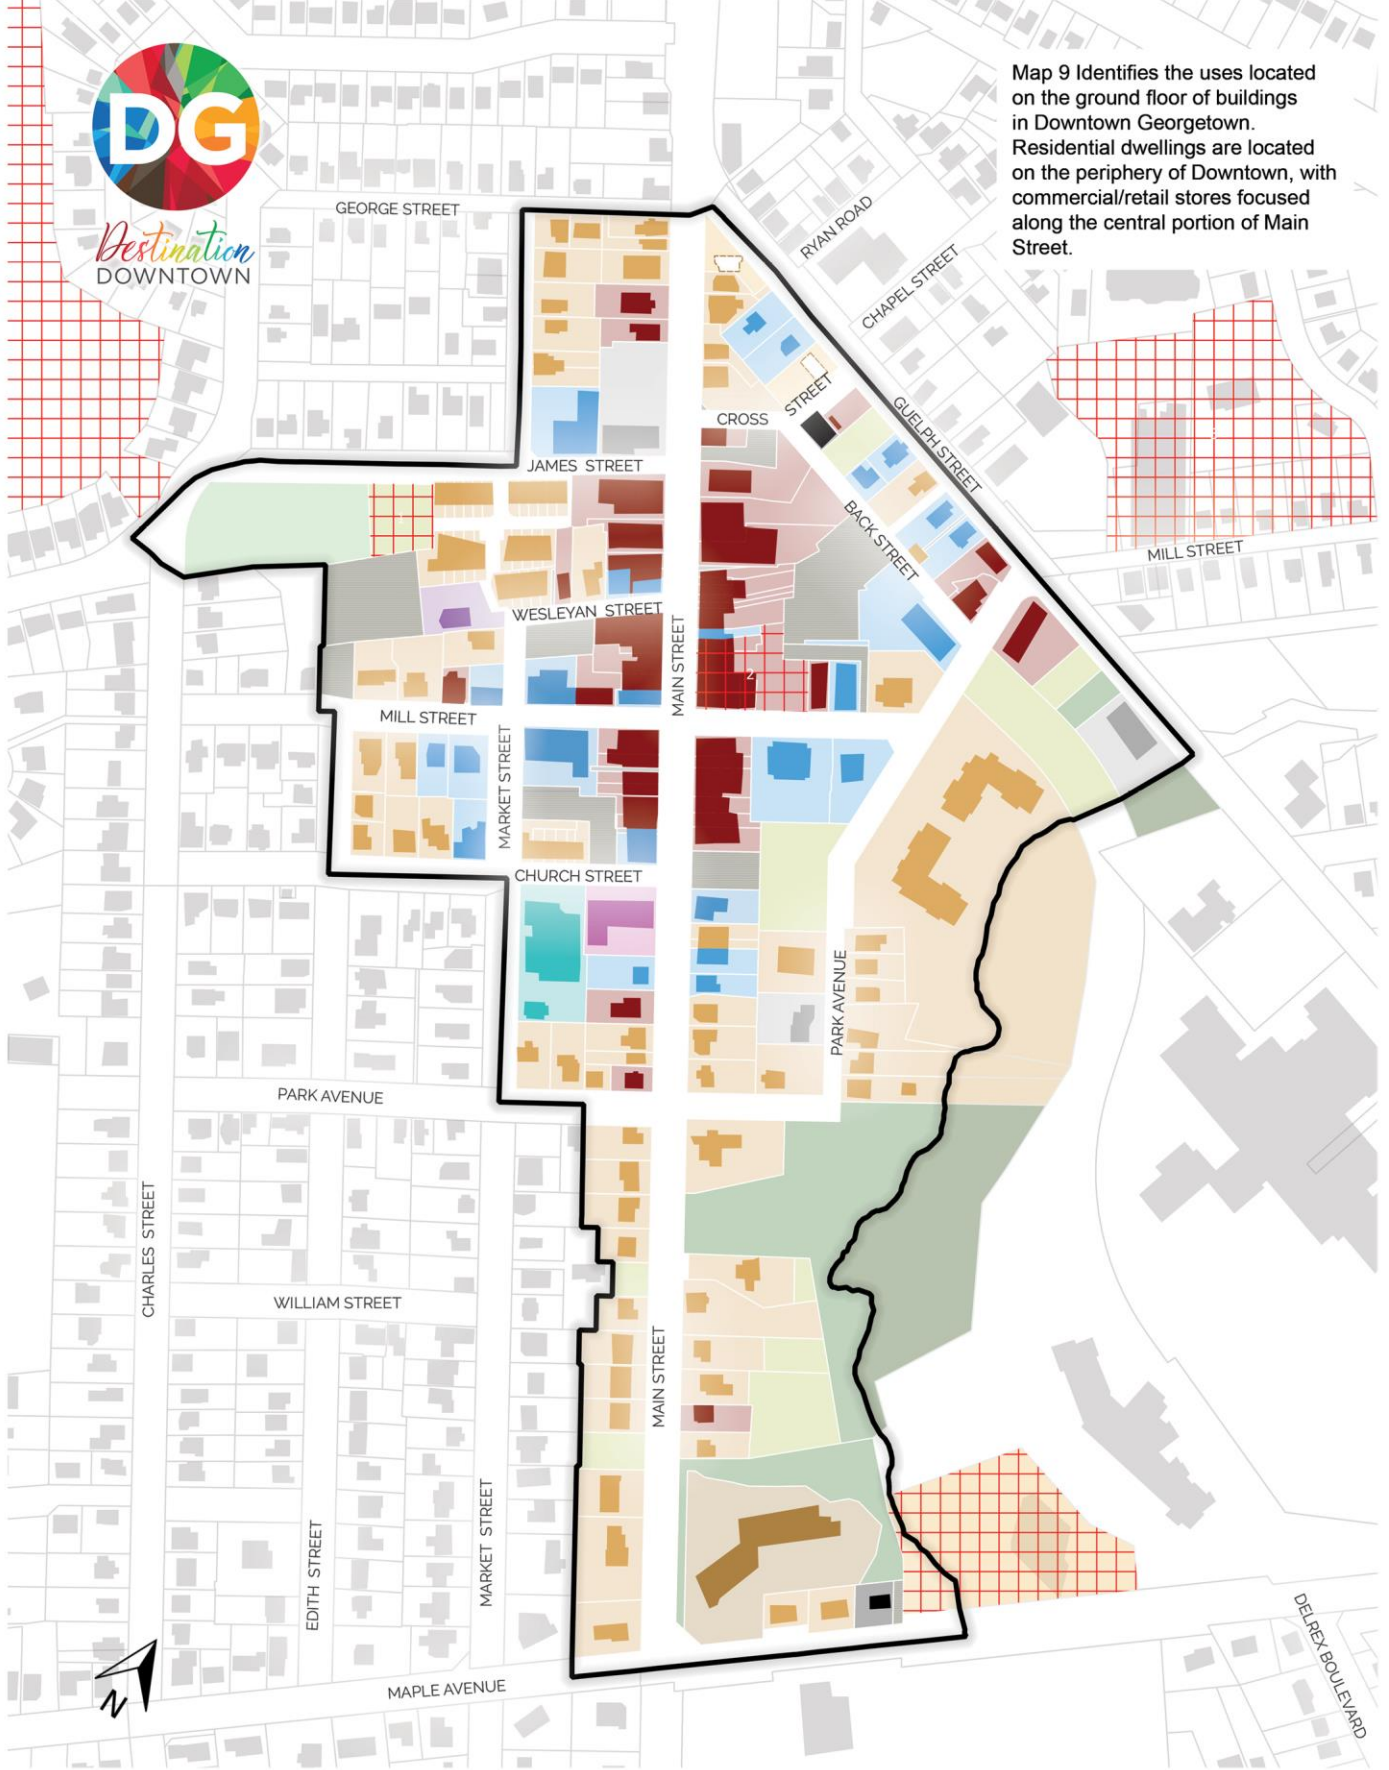 DG
Destination
DOWNTOWN
Map 9 Identifies the uses located
on the ground floor of buildings
in Downtown Georgetown.
Residential dwellings are located
on the periphery of Downtown, with
commercial/retail stores focused
along the central portion of Main
Street.
GEORGE STREET
RYAN ROAD
CHAPEL STREET
GUELPH STREET
CROSS STREET
JAMES STREET
BACK STREET
MILL STREET
WESLEYAN STREET
MAIN STREET
2
MILL STREET
MARKET STREET
CHURCH STREET
PARK AVENUE
PARK AVENUE
CHARLES STREET
WILLIAM STREET
MAIN STREET
MARKET STREET
EDITH STREET
DELREX BOULEVARD
MAPLE AVENUE
N